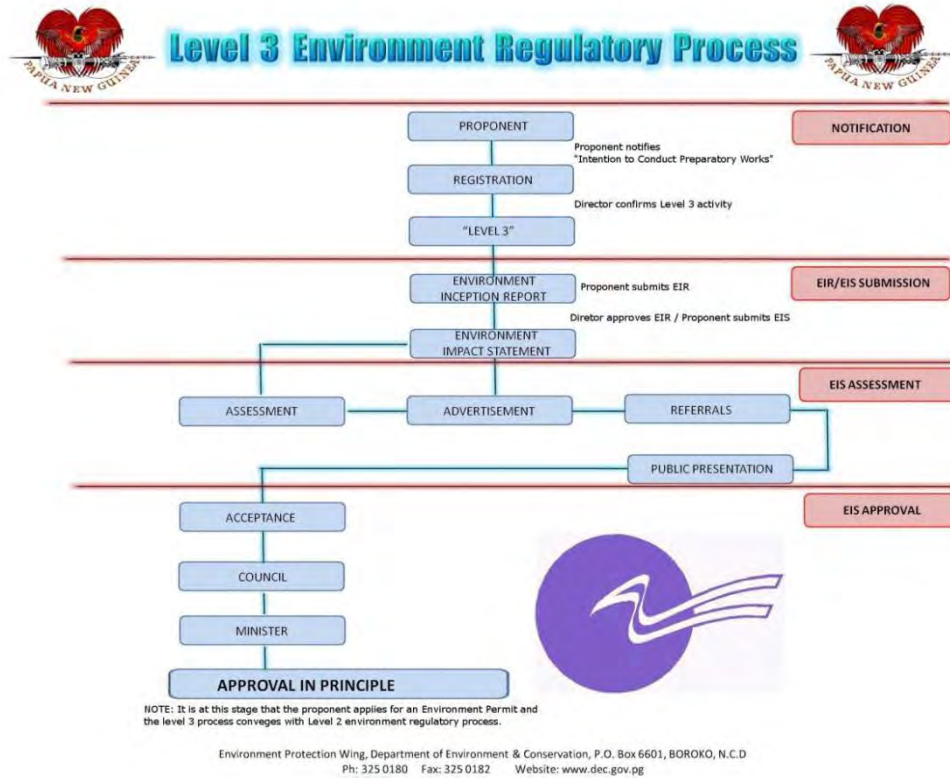 Level 3 Environment Regulatory Process
PAPUA NEW GUINEA
PAPUA NEW GUINEA
NOTIFICATION
PROPONENT
Proponent notifies
"Intention to Conduct Preparatory Works"
REGISTRATION
Director confirms Level 3 activity
"LEVEL 3"
EIR/EIS SUBMISSION
ENVIRONMENT
INCEPTION REPORT
Proponent submits EIR
Diretor approves EIR / Proponent submits EIS
ENVIRONMENT
IMPACT STATEMENT
EIS ASSESSMENT
ASSESSMENT
ADVERTISEMENT
REFERRALS
PUBLIC PRESENTATION
EIS APPROVAL
ACCEPTANCE
COUNCIL
MINISTER
APPROVAL IN PRINCIPLE
NOTE: It is at this stage that the proponent applies for an Environment Permit and
the level 3 process conveges with Level 2 environment regulatory process.
Environment Protection Wing, Department of Environment & Conservation, P.O. Box 6601, BOROKO, N.C.D
Ph: 325 0180 Fax: 325 0182 Website: www.dec.gov.pg